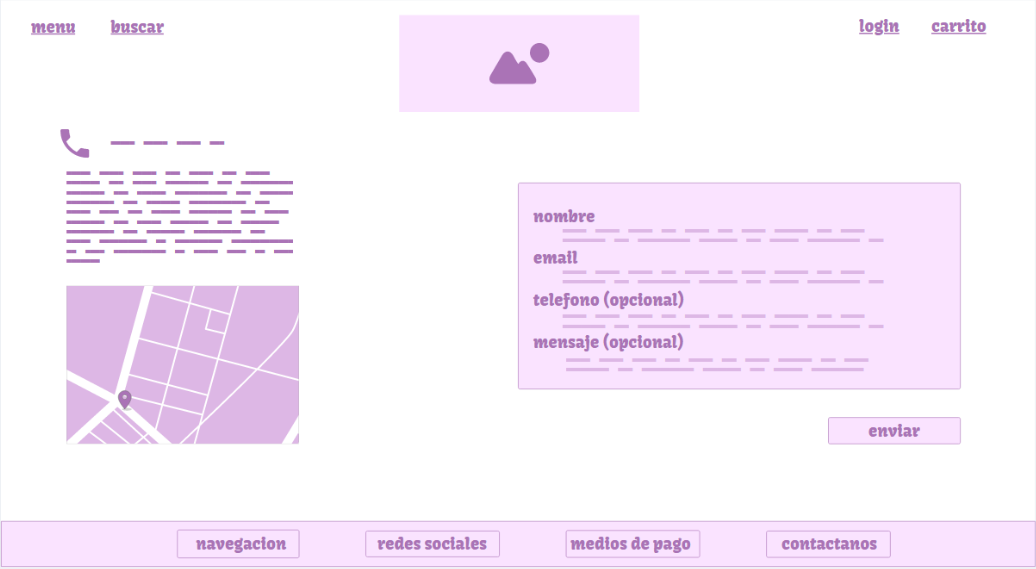 menu
buscar
login
carrito
nombre
email
telefono (opcional)
mensaje (opcional)
enviar
navegacion
redes sociales
medios de pago
contactanos